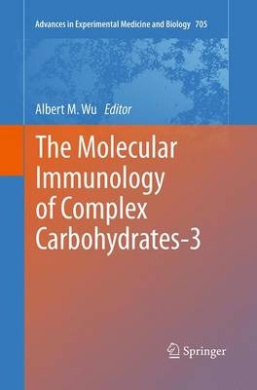 Advances in Experimental Medicine and Biology 705
Albert M. Wu Editor
The Molecular
Immunology
of Complex
Carbohydrates-3
Springer